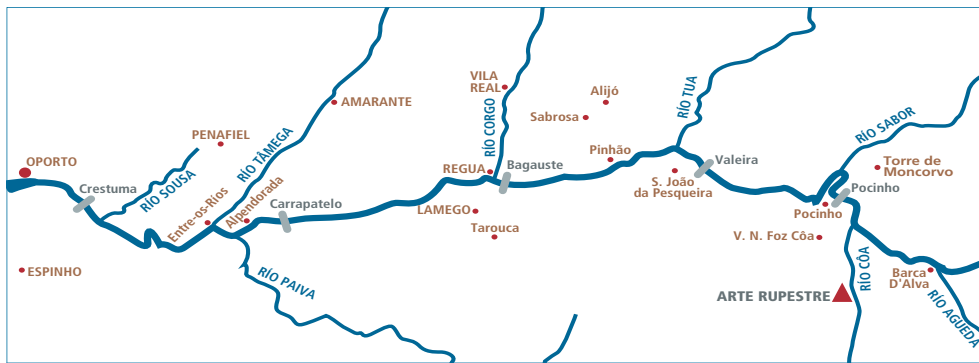 OPORTO
Crestuma
ESPINHO
RÍO SOUSA
PENAFIEL
Entre-os-Rios
RÍO TÂMEGA
Alpendorada
AMARANTE
Carrapatelo
RÍO PAIVA
VILA
REAL
RÍO CORGO
REGUA
Bagauste
LAMEGO
Tarouca
Alijó
Sabrosa
Pinhão
RÍO TUA
Valeira
S. João
da Pesqueira
RÍO SABOR
Torre de
Moncorvo
Pocinho
Pocinho
V. N. Foz Côa
RÍO CÔA
ARTE RUPESTRE
Barca
D'Alva
RÍO AGÜEDA